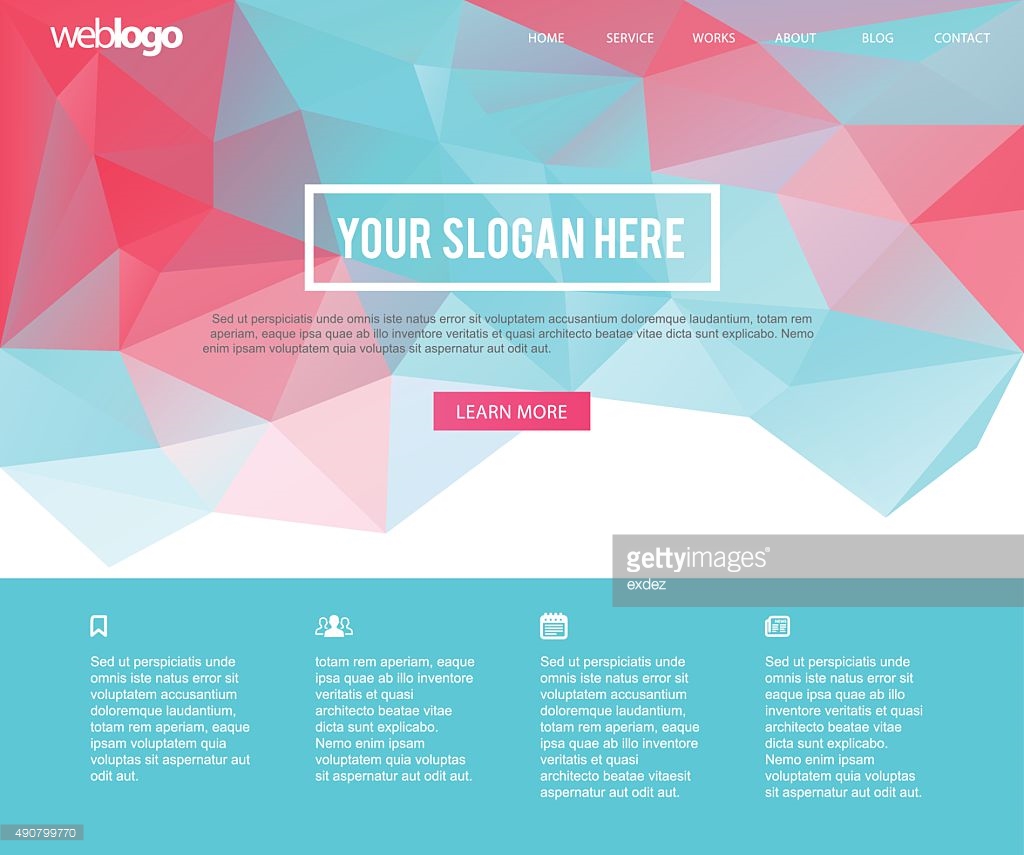 weblogo
HOME SERVICE WORKS ABOUT BLOG CONTACT
YOUR SLOGAN HERE
Sed ut perspiciatis unde omnis iste natus error sit voluptatem accusantium doloremque laudantium, totam rem
aperiam, eaque ipsa quae ab illo inventore veritatis et quasi architecto beatae vitae dicta sunt explicabo. Nemo
enim ipsam voluptatem quia voluptas sit aspernatur aut odit aut.
LEARN MORE
gettyimages®
exdez
Sed ut perspiciatis unde
omnis iste natus error sit
voluptatem accusantium
doloremque laudantium,
totam rem aperiam, eaque
ipsam voluptatem quia
voluptas sit aspernatur aut
odit aut.
totam rem aperiam, eaque
ipsa quae ab illo inventore
veritatis et quasi
architecto beatae vitae
dicta sunt explicabo.
Nemo enim ipsam
voluptatem quia voluptas
sit aspernatur aut odit aut.
Sed ut perspiciatis unde
omnis iste natus error sit
voluptatem accusantium
doloremque laudantium,
totam rem aperiam, eaque
ipsa quae ab illo inventore
veritatis et quasi
architecto beatae vitaesit
aspernatur aut odit aut.
NEWS
Sed ut perspiciatis unde
omnis iste natus error sit
eaque ipsa quae ab illo
inventore veritatis et quasi
architecto beatae vitae
dicta sunt explicabo.
Nemo enim ipsam
voluptatem quia voluptas
sit aspernatur aut odit aut.
490799770